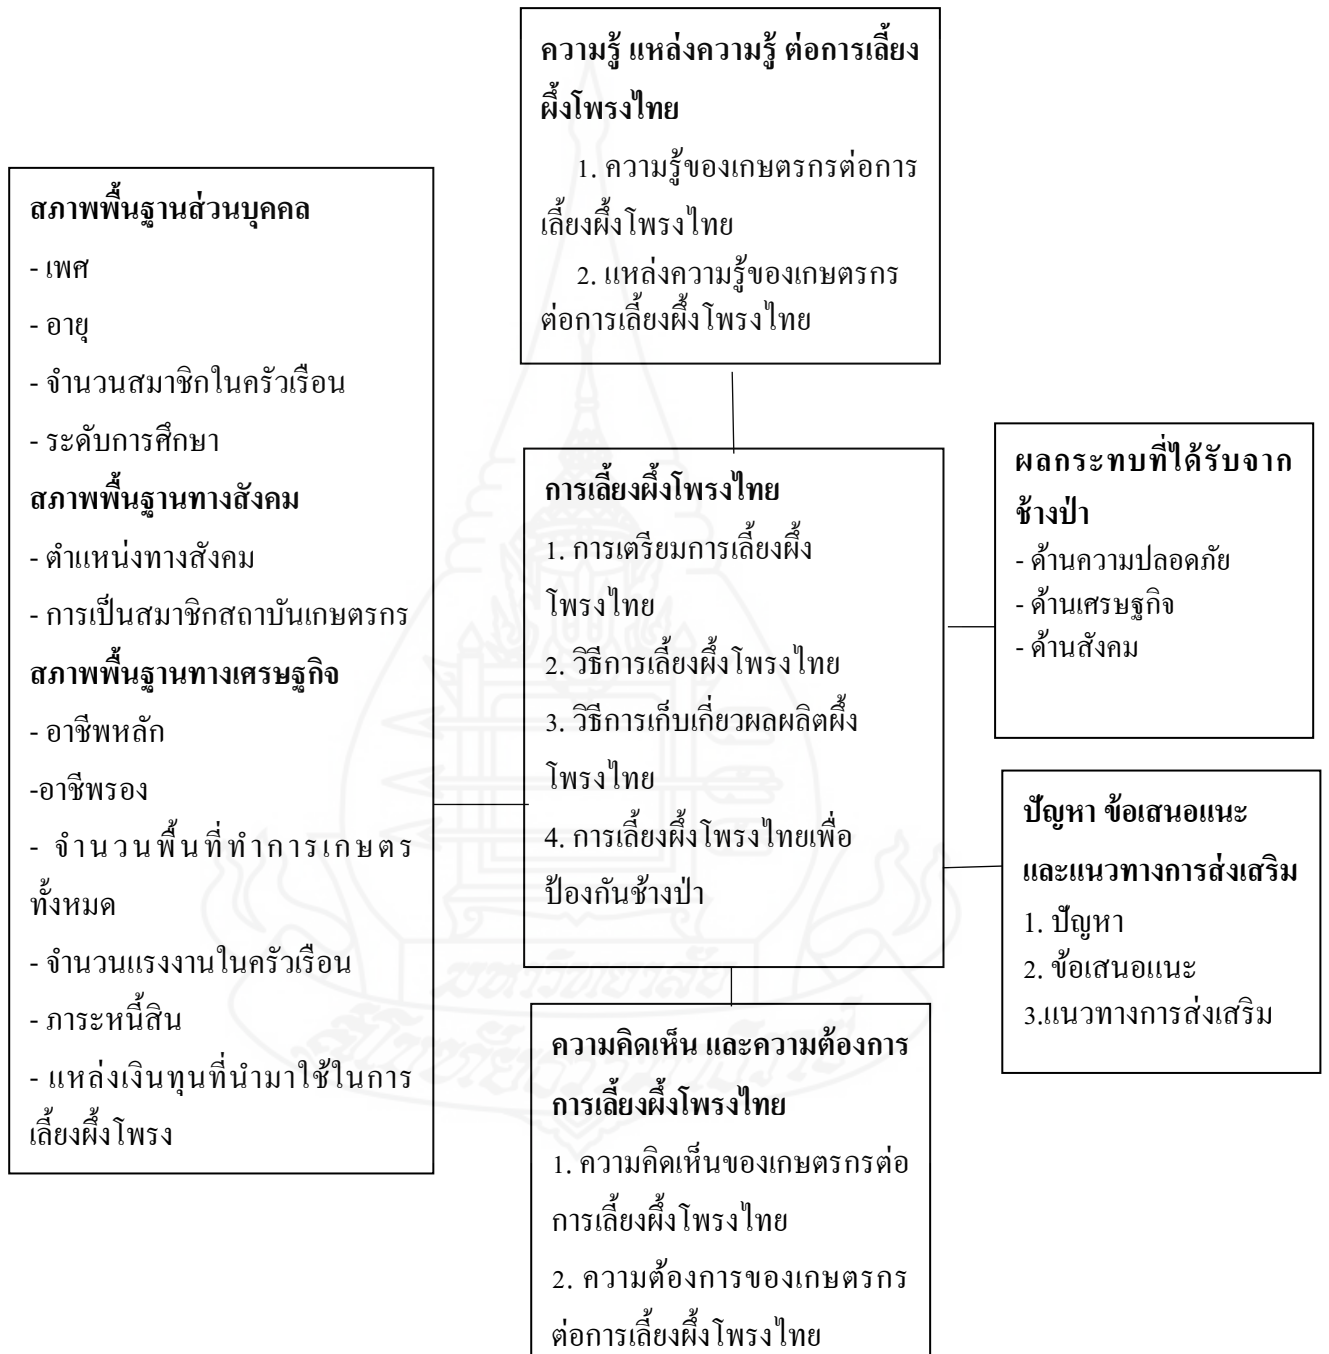 ความรู้ แหล่งความรู้ ต่อการเลี้ยง
ผึ้งโพรงไทย
1. ความรู้ของเกษตรกรต่อการ
เลี้ยงผึ้งโพรงไทย
2. แหล่งความรู้ของเกษตรกร
ต่อการเลี้ยงผึ้งโพรงไทย
สภาพพื้นฐานส่วนบุคคล
- เพศ
- อายุ
- จำนวนสมาชิกในครัวเรือน
- ระดับการศึกษา
สภาพพื้นฐานทางสังคม
- ตำแหน่งทางสังคม
- การเป็นสมาชิกสถาบันเกษตรกร
สภาพพื้นฐานทางเศรษฐกิจ
- อาชีพหลัก
-อาชีพรอง
- จำนวนพื้นที่ทำการเกษตร
ทั้งหมด
- จำนวนแรงงานในครัวเรือน
- ภาระหนี้สิน
- แหล่งเงินทุนที่นำมาใช้ในการ
เลี้ยงผึ้งโพรง
การเลี้ยงผึ้งโพรงไทย
1. การเตรียมการเลี้ยงผึ้ง
โพรงไทย
2. วิธีการเลี้ยงผึ้งโพรงไทย
3. วิธีการเก็บเกี่ยวผลผลิตผึ้ง
โพรงไทย
4. การเลี้ยงผึ้งโพรงไทยเพื่อ
ป้องกันช้างป่า
ผลกระทบที่ได้รับจาก
ช้างป่า
- ด้านความปลอดภัย
- ด้านเศรษฐกิจ
- ด้านสังคม
ปัญหา ข้อเสนอแนะ
และแนวทางการส่งเสริม
1. ปัญหา
2. ข้อเสนอแนะ
3.แนวทางการส่งเสริม
ความคิดเห็น และความต้องการ
การเลี้ยงผึ้งโพรงไทย
1. ความคิดเห็นของเกษตรกรต่อ
การเลี้ยงผึ้งโพรงไทย
2. ความต้องการของเกษตรกร
ต่อการเลี้ยงผึ้งโพรงไทย